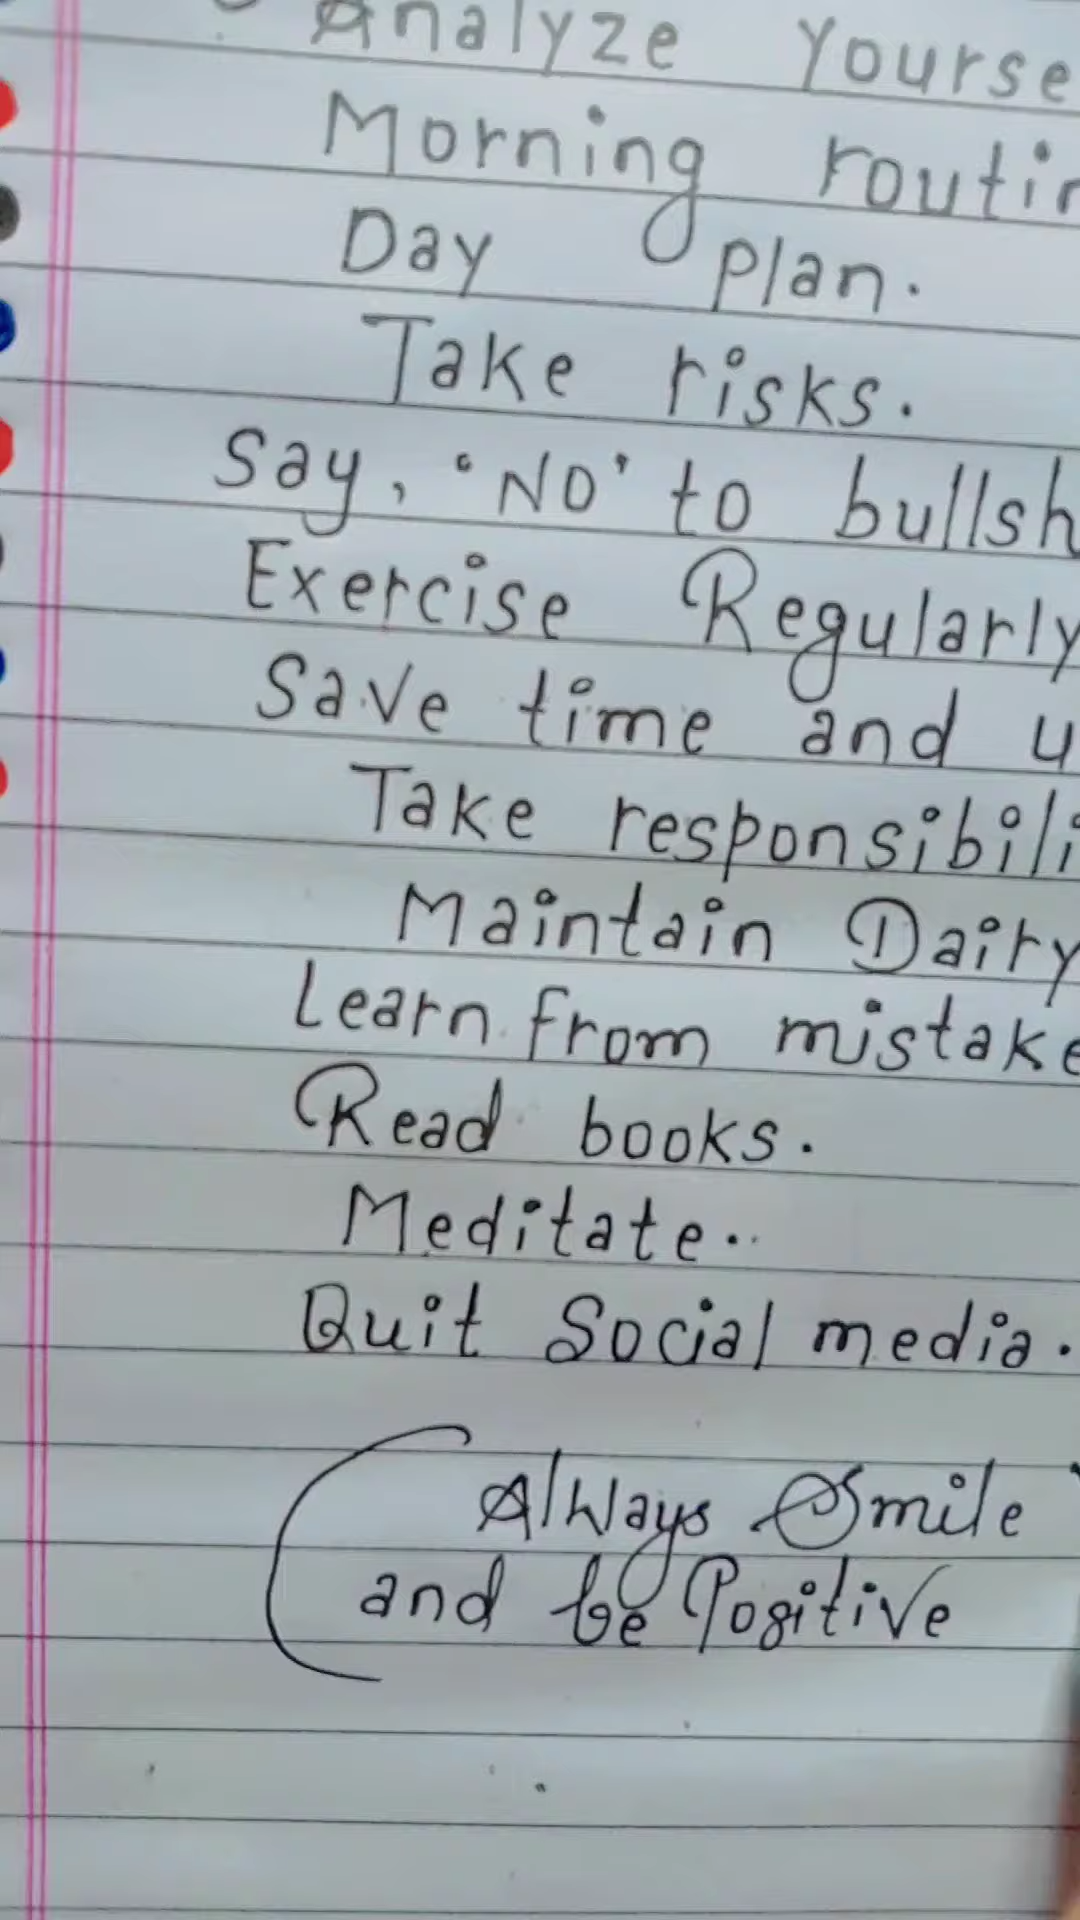 Analyze Yourse
Morning routin
Day plan.
Take risks.
Say, 'NO' to bullsh
Exercise Regularly
Save time and u
Take responsibili
Maintain Dairy
Learn from mistake
Read books.
Meditate..
Quit Social media.
Always Smile
and be Positive